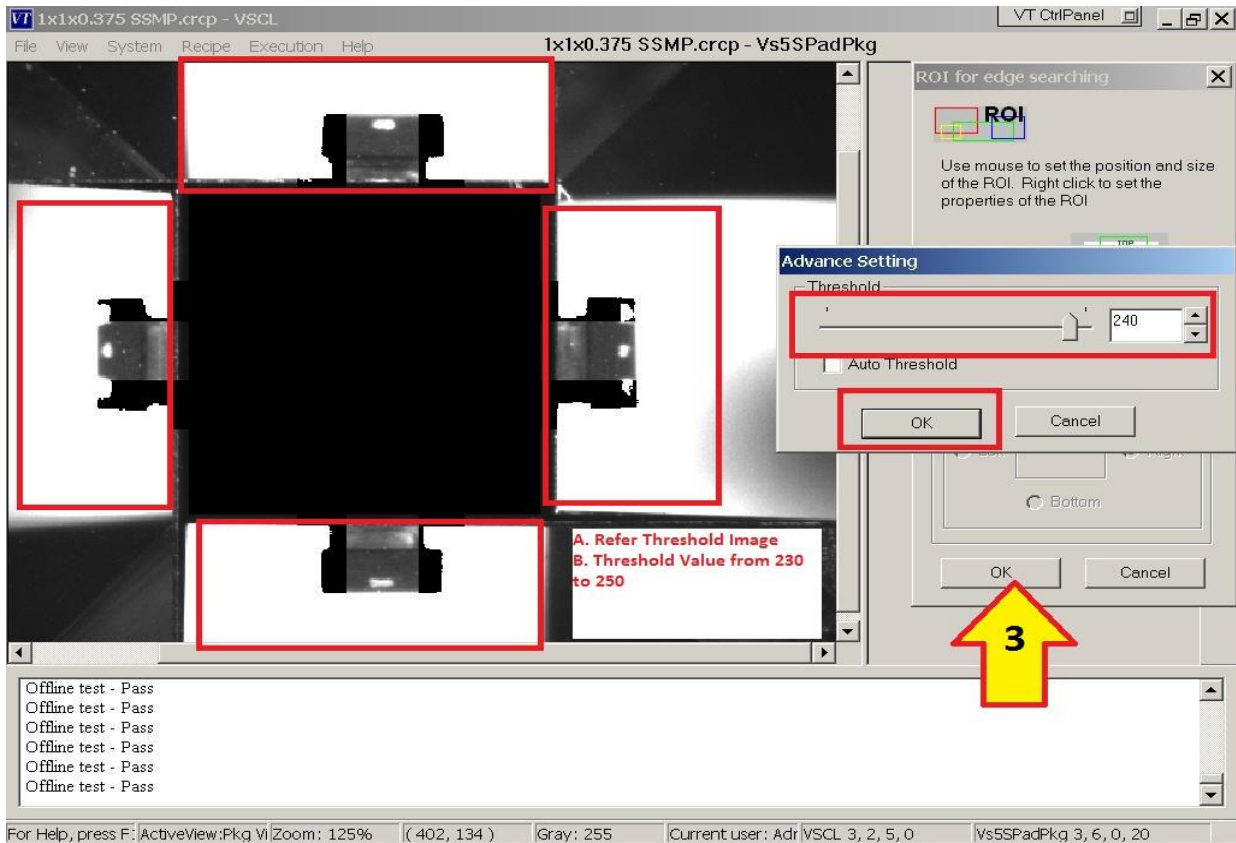 VT 1x1x0.375 SSMP.crcp - VSCL
VT CtrlPanel
File View System Recipe Execution Help
1x1x0.375 SSMP.crcp - Vs5SPadPkg
ROI for edge searching
ROI
Use mouse to set the position and size
of the ROI. Right click to set the
properties of the ROI
Advance Setting
Threshold
240
Auto Threshold
OK
Cancel
Bottom
A. Refer Threshold Image
B. Threshold Value from 230
to 250
OK
Cancel
3
Offline test - Pass
Offline test - Pass
Offline test - Pass
Offline test - Pass
Offline test - Pass
Offline test - Pass
For Help, press F: ActiveView:Pkg Vi Zoom: 125% ( 402, 134 ) Gray: 255 Current user: Adr VSCL 3, 2, 5, 0 Vs5SPadPkg 3, 6, 0, 20